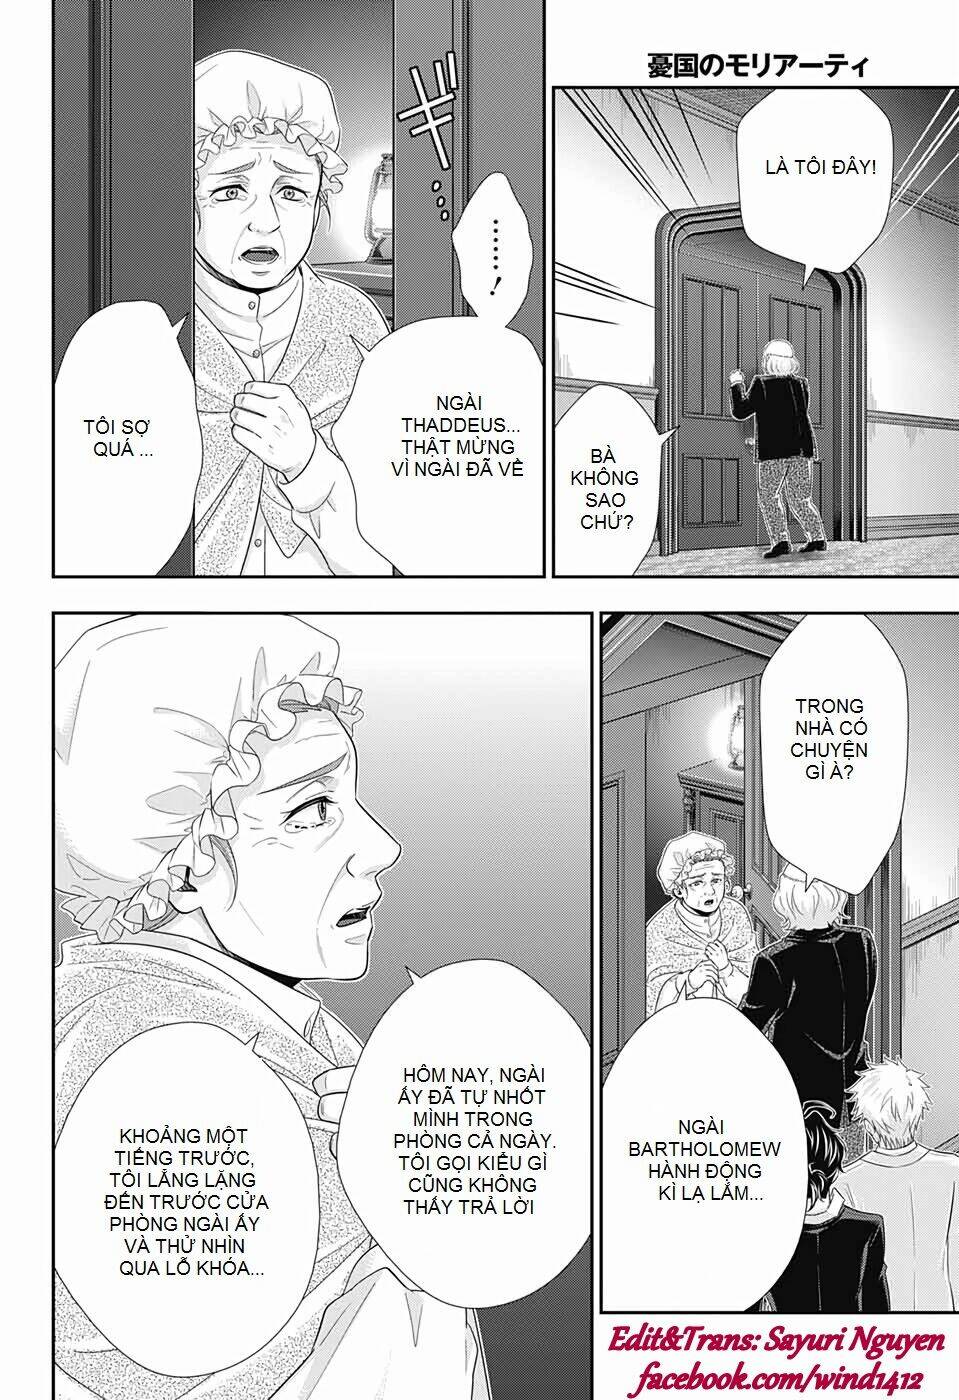 憂国のモリアーティ
LÀ TÔI ĐÂY!
BÀ
KHÔNG
SAO
CHỨ?
ギギギ
……！
NGÀI
THADDEUS...
THẬT MỪNG
VÌ NGÀI ĐÃ VỀ
TÔI SỢ
QUÁ ...
TRONG
NHÀ CÓ
CHUYỆN
GÌ À?
NGÀI
BARTHOLOMEW
HÀNH ĐỘNG
KÌ LẠ LẮM...
HÔM NAY, NGÀI
ẤY ĐÃ TỰ NHỐT
MÌNH TRONG
PHÒNG CẢ NGÀY.
TÔI GỌI KIỂU GÌ
CŨNG KHÔNG
THẤY TRẢ LỜI
KHOẢNG MỘT
TIẾNG TRƯỚC,
TÔI LẲNG LẶNG
ĐẾN TRƯỚC CỬA
PHÒNG NGÀI ẤY
VÀ THỬ NHÌN
QUA LỖ KHÓA...
Edit&Trans: Sayuri Nguyen
facebook.com/wind1412